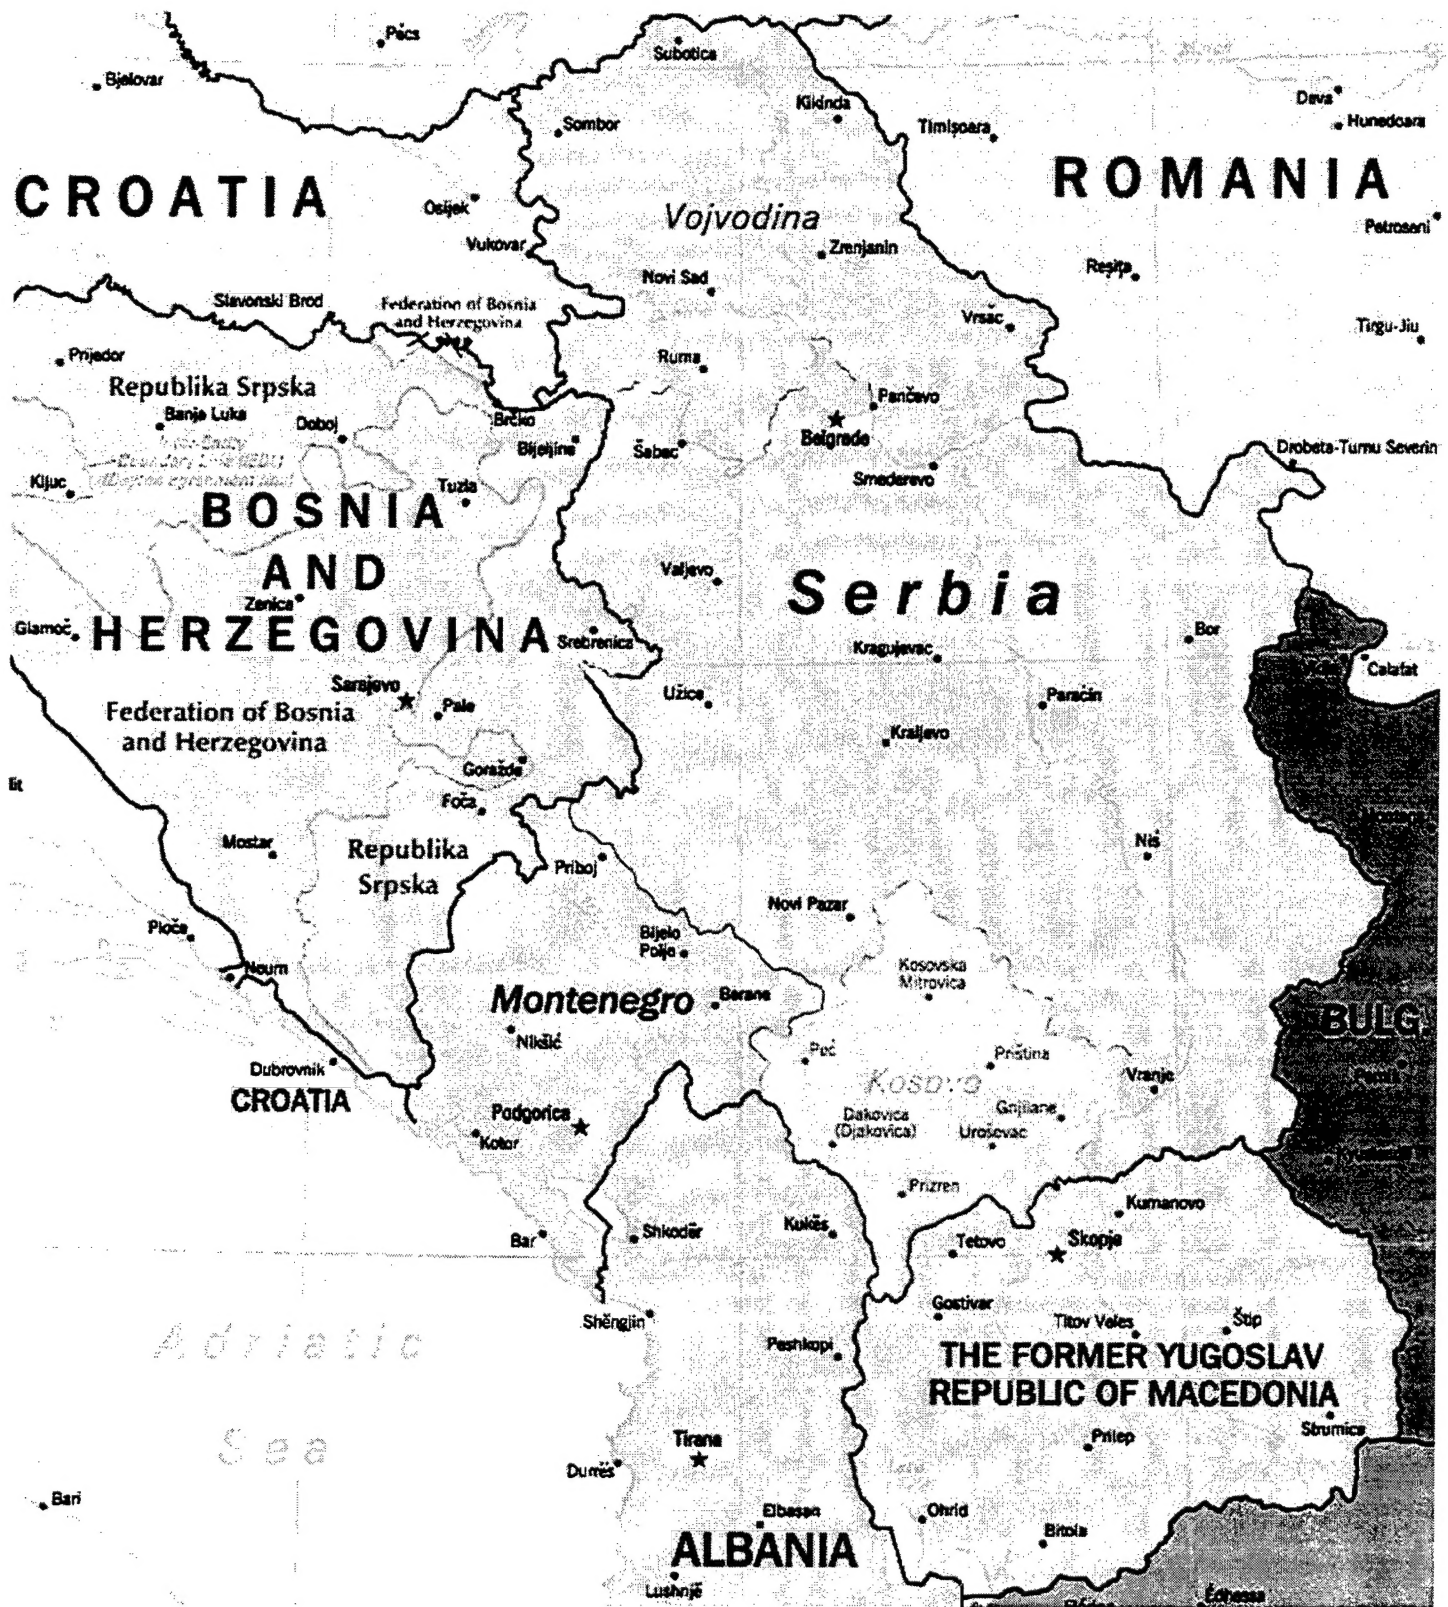 Pécs
Subotica
Bjelovar
Kikinda
Deva
Hunedoara
Sombor
Timişoara
CROATIA
ROMANIA
Osijek
Vojvodina
Petroseni
Vukovar
Zrenjanin
Reşiţa
Novi Sad
Slavonski Brod
Federation of Bosnia
and Herzegovina
Vrsac
Tirgu-Jiu
Prijedor
Ruma
Republika Srpska
Pančevo
Banja Luka
Doboj
Brčko
Belgrade
Bijeljina
Šabac
Drobeta-Turnu Severin
Kljuc
Smederevo
Tuzla
BOSNIA
AND
HERZEGOVINA
Valjevo
Serbia
Zenica
Glamoč
Srebrenica
Bor
Kragujevac
Calafat
Sarajevo
Pale
Užice
Paraćin
Federation of Bosnia
and Herzegovina
Kraljevo
Goražde
lit
Foča
Mostar
Republika
Srpska
Priboj
Niš
Novi Pazar
Ploče
Bijelo
Polje
Neum
Kosovska
Mitrovica
Montenegro
Berane
BULG.
Nikšić
Peć
Priština
Dubrovnik
CROATIA
Kosovo
Vranje
Podgorica
Dakovica
(Djakovica)
Gnjilane
Kotor
Uroševac
Prizren
Kumanovo
Bar
Shkodër
Kukës
Tetovo
Skopje
Shëngjin
Gostivar
Titov Veles
Štip
Adriatic
Sea
Peshkopi
THE FORMER YUGOSLAV
REPUBLIC OF MACEDONIA
Strumica
Tirana
Prilep
Durrës
Bari
Elbasan
Ohrid
Bitola
ALBANIA
Lushnjë
Édhessa